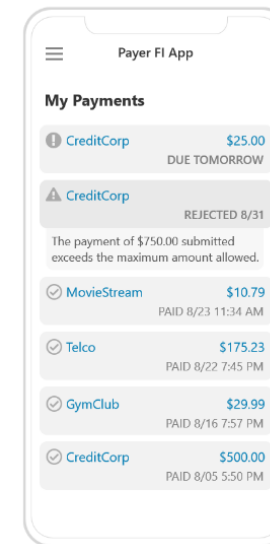 Payer FI App
My Payments
CreditCorp $25.00
DUE TOMORROW
CreditCorp
REJECTED 8/31
The payment of $750.00 submitted
exceeds the maximum amount allowed.
MovieStream $10.79
PAID 8/23 11:34 AM
Telco $175.23
PAID 8/22 7:45 PM
GymClub $29.99
PAID 8/16 7:57 PM
CreditCorp $500.00
PAID 8/05 5:50 PM